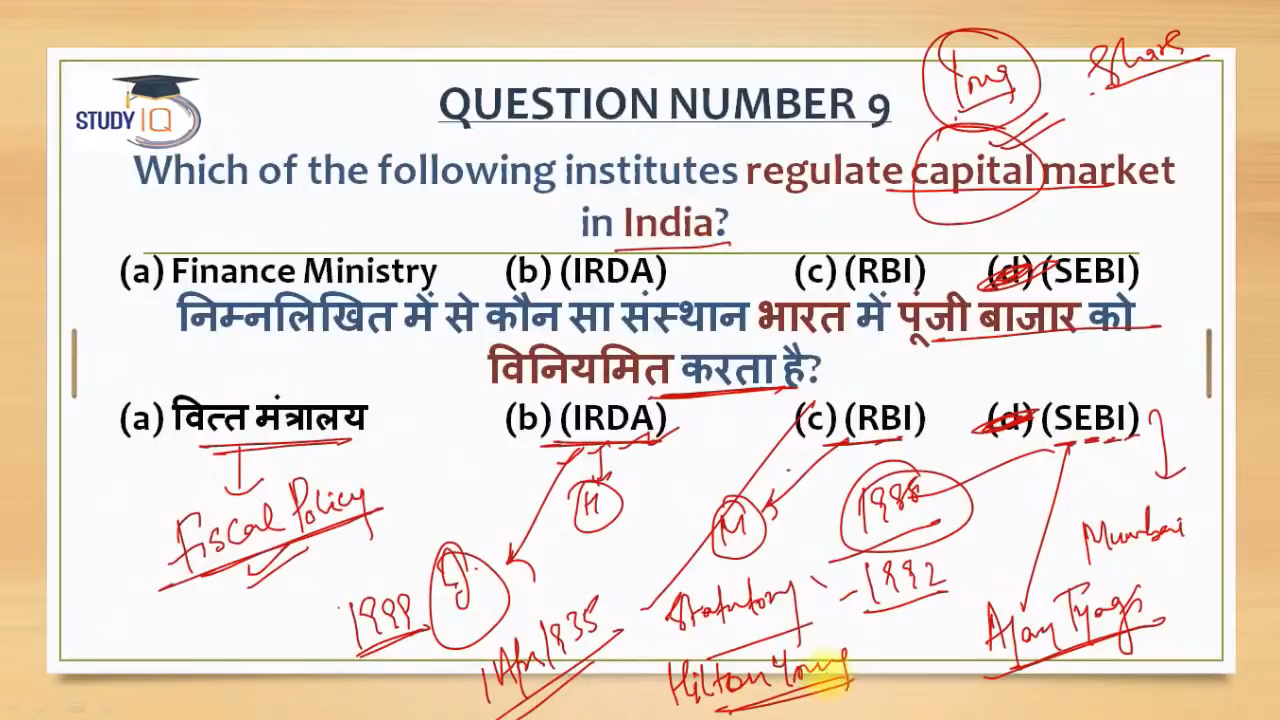 Long
Share
STUDY IQ
QUESTION NUMBER 9
Which of the following institutes regulate capital market
in India?
(a) Finance Ministry (b) (IRDA) (c) (RBI) (d) (SEBI)
निम्नलिखित में से कौन सा संस्थान भारत में पूंजी बाजार को
विनियमित करता है?
(a) वित्त मंत्रालय (b) (IRDA) (c) (RBI) (d) (SEBI)
Fiscal Policy
H
M
1988
Mumbai
1999
1 Apr 1935
Statutory
1992
Ajay Tyagi
Hilton Young